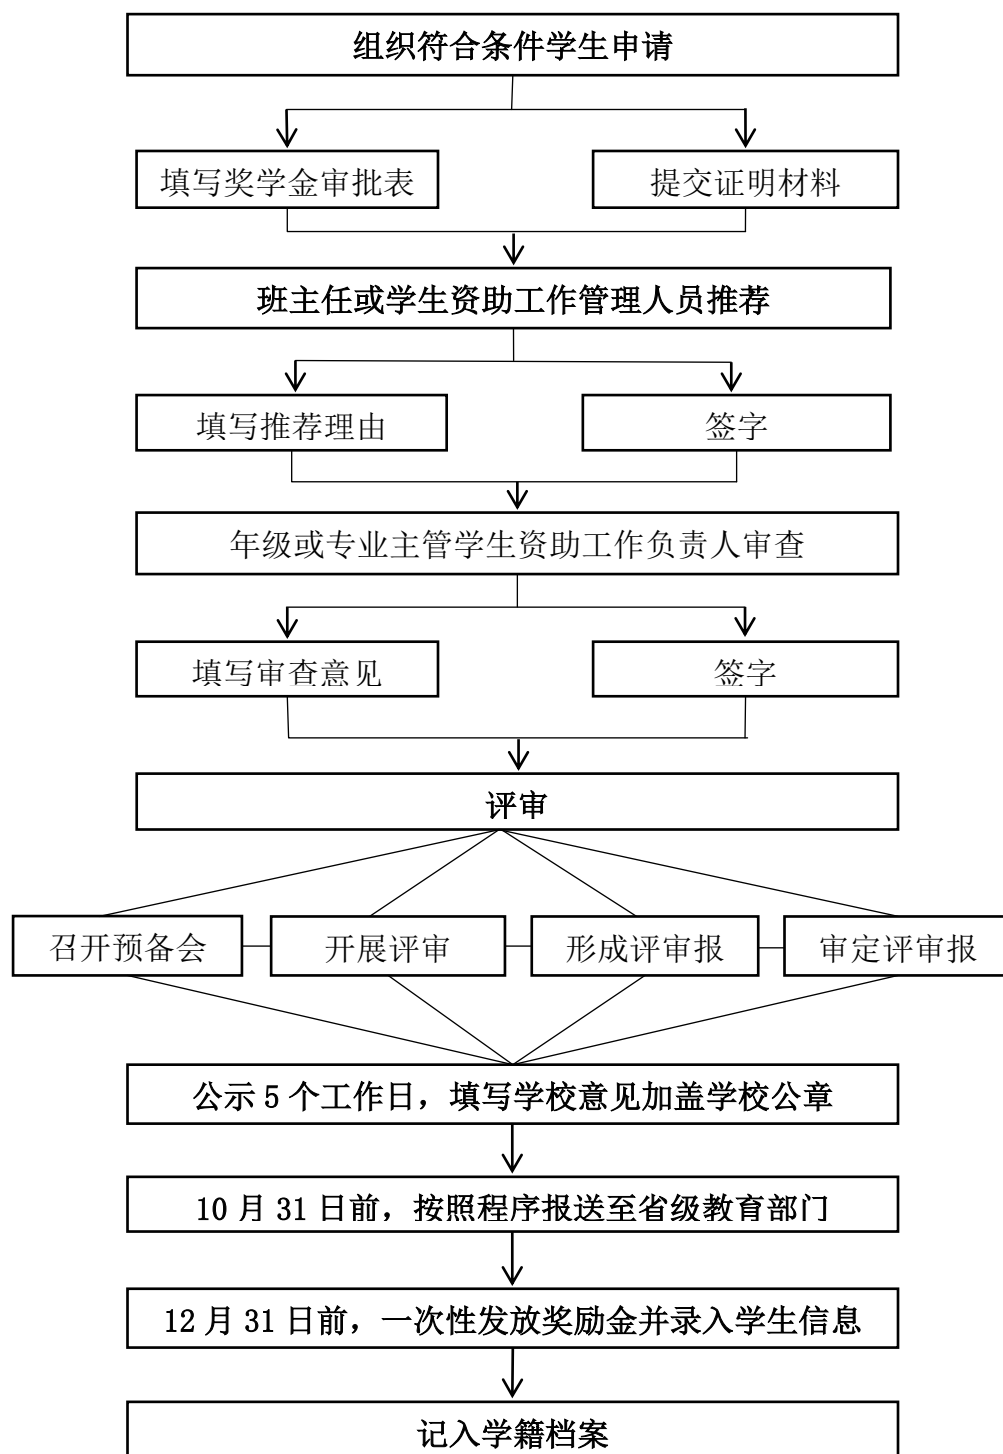 组织符合条件学生申请
填写奖学金审批表
提交证明材料
班主任或学生资助工作管理人员推荐
填写推荐理由
签字
年级或专业主管学生资助工作负责人审查
填写审查意见
签字
评审
召开预备会
开展评审
形成评审报
审定评审报
公示 5 个工作日，填写学校意见加盖学校公章
10 月 31 日前，按照程序报送至省级教育部门
12 月 31 日前，一次性发放奖励金并录入学生信息
记入学籍档案